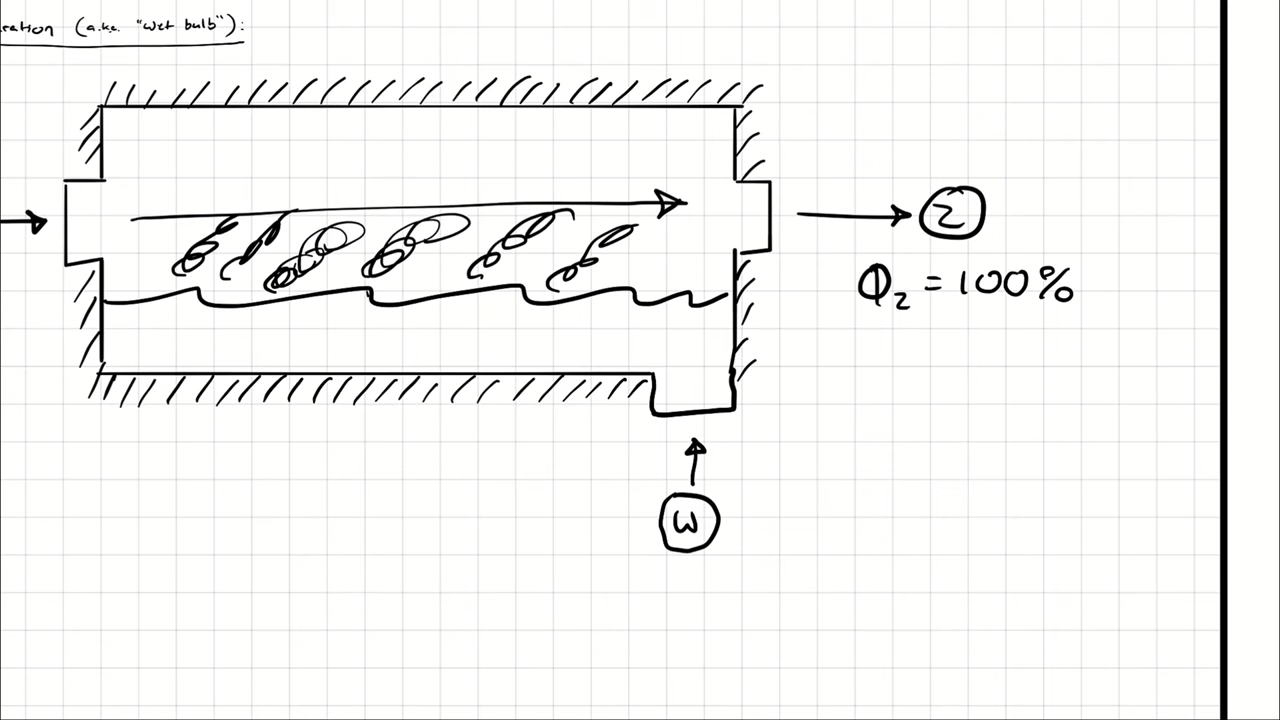 (a.k.a. "wet bulb"):
2
Φ₂ = 100%
W